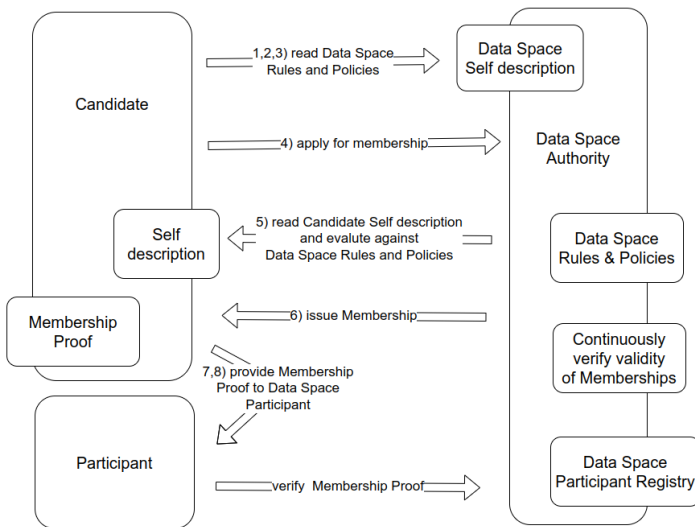 Candidate
1,2,3) read Data Space
Rules and Policies
Data Space
Self description
4) apply for membership
Data Space
Authority
Self
description
5) read Candidate Self description
and evalute against
Data Space Rules and Policies
Data Space
Rules & Policies
Membership
Proof
6) issue Membership
Continuously
verify validity
of Memberships
7,8) provide Membership
Proof to Data Space
Participant
Participant
verify  Membership Proof
Data Space
Participant Registry